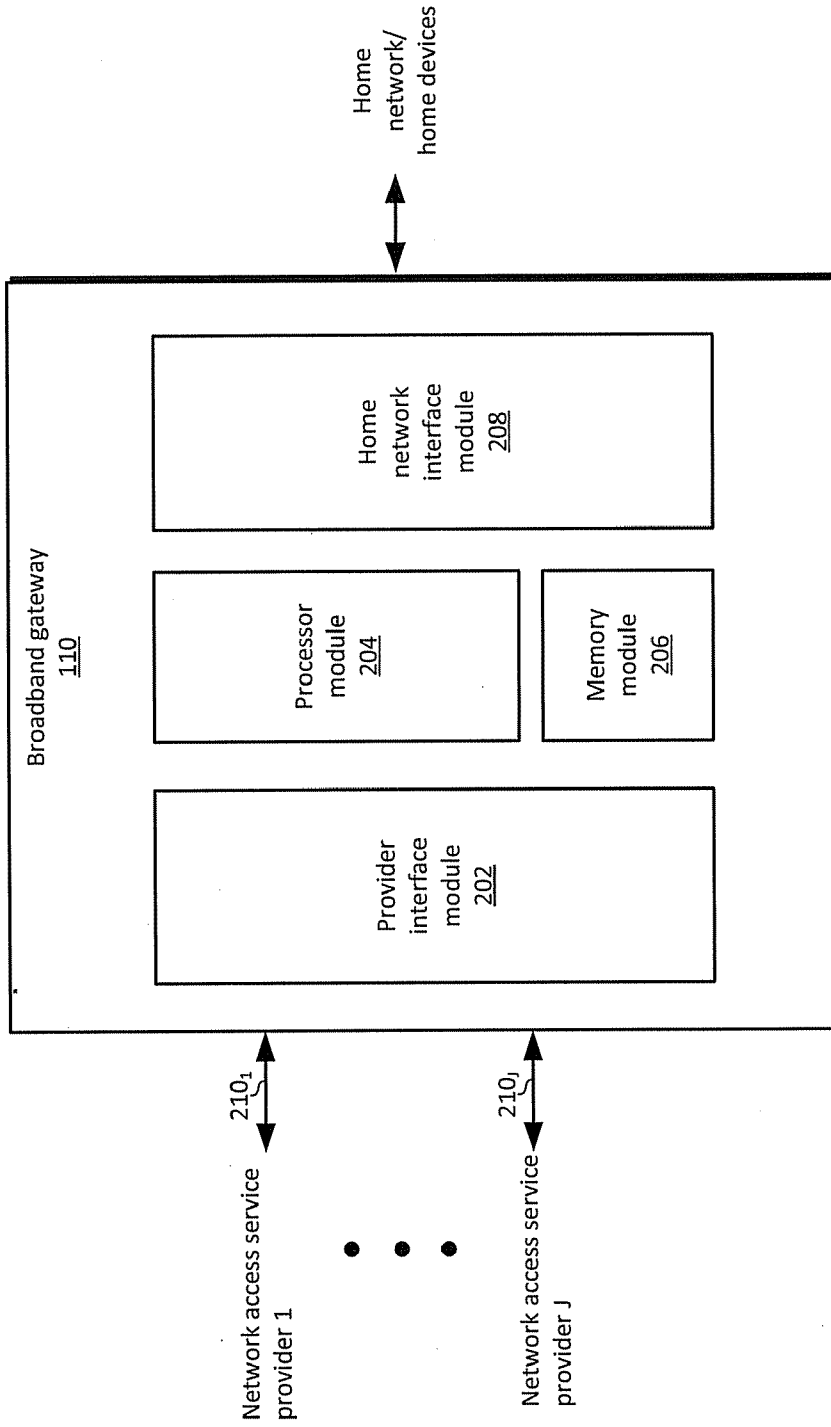 Broadband gateway
110
Network access service
provider 1
210₁
Network access service
provider J
210J
Provider
interface
module
202
Processor
module
204
Memory
module
206
Home
network
interface
module
208
Home
network/
home devices